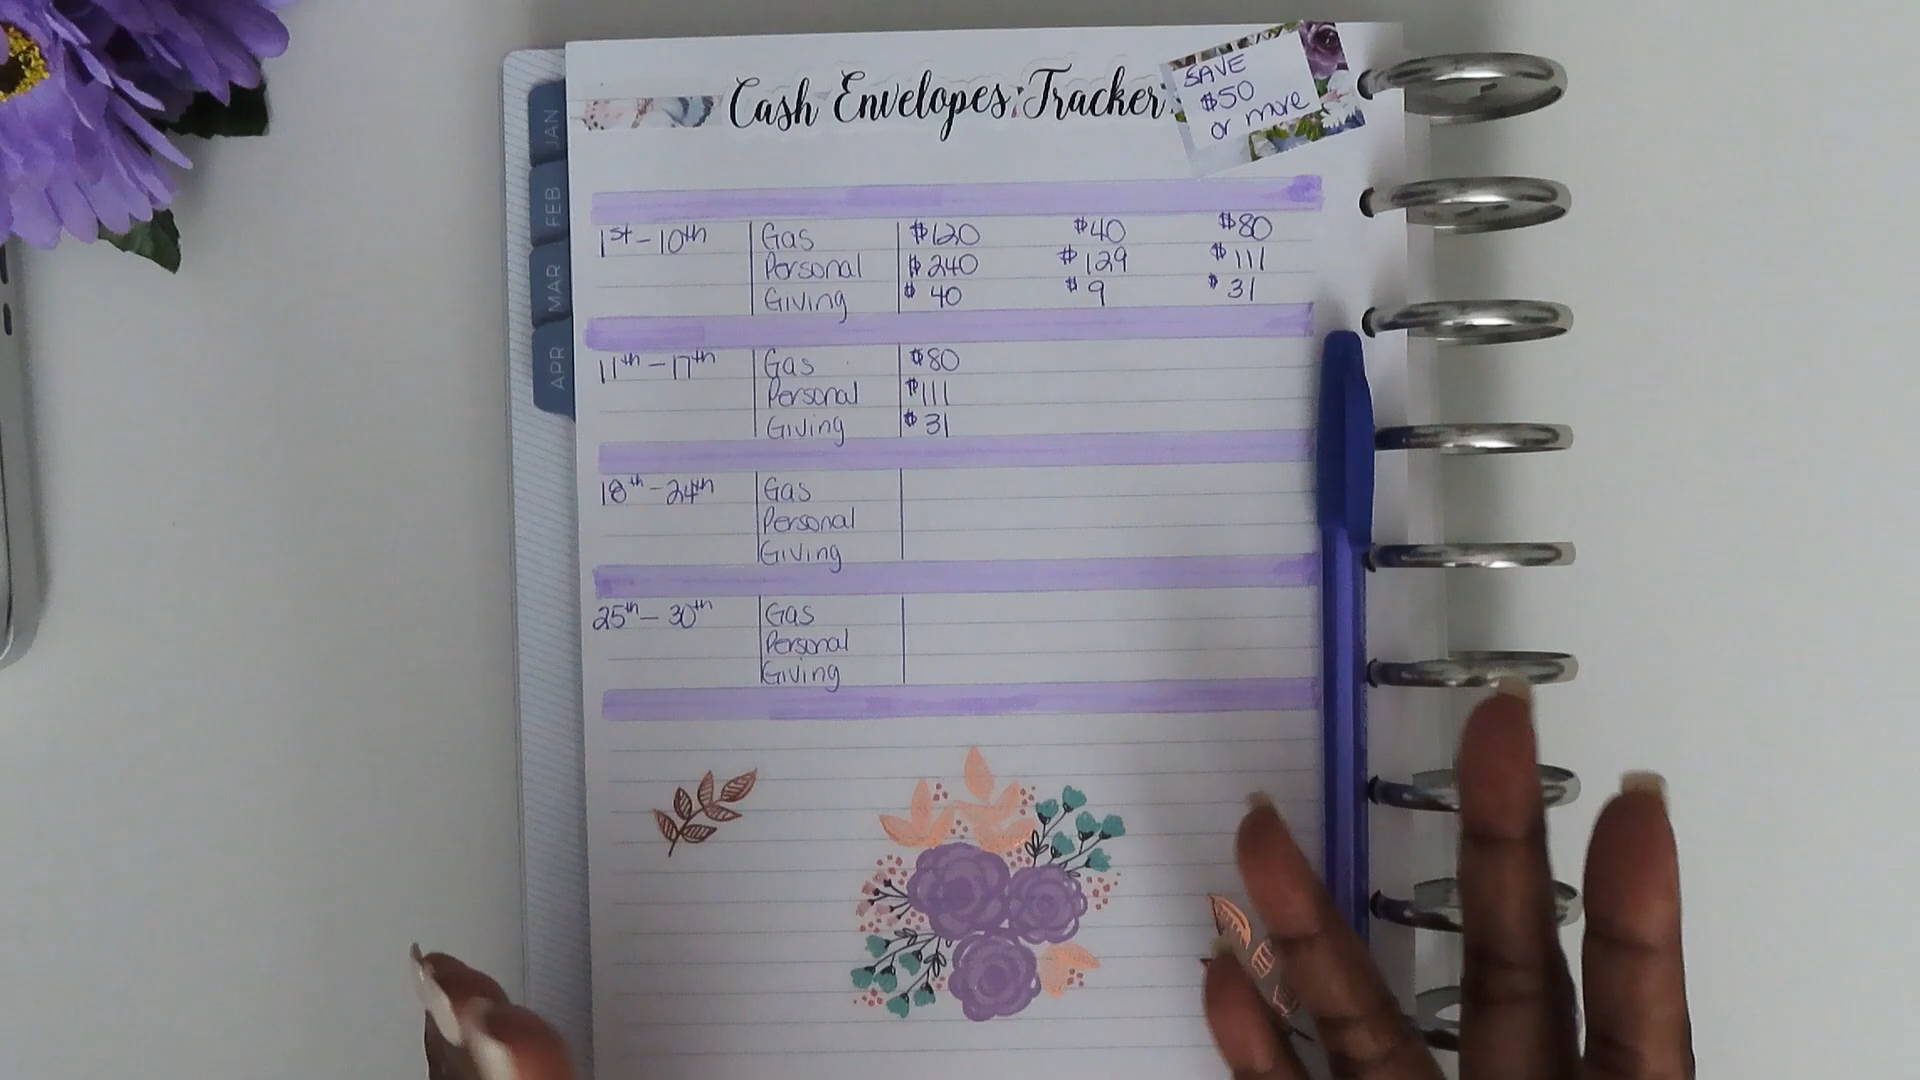 Cash Envelopes Tracker
SAVE
$50
or more
JAN
FEB
MAR
APR
1st-10th Gas $120 $40 $80
Personal $240 $129 $111
Giving $40 $9 $31
11th-17th Gas $80
Personal $111
Giving $31
18th-24th Gas
Personal
Giving
25th-30th Gas
Personal
Giving